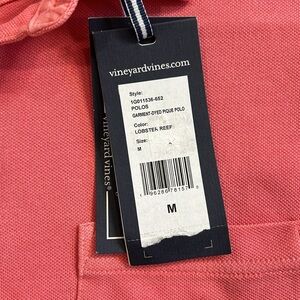 vineyardvines.com
Style:
1G011536-652
POLOS
GARMENT-DYED PIQUE POLO
Color:
LOBSTER REEF
Size:
M
M
vineyard vines®